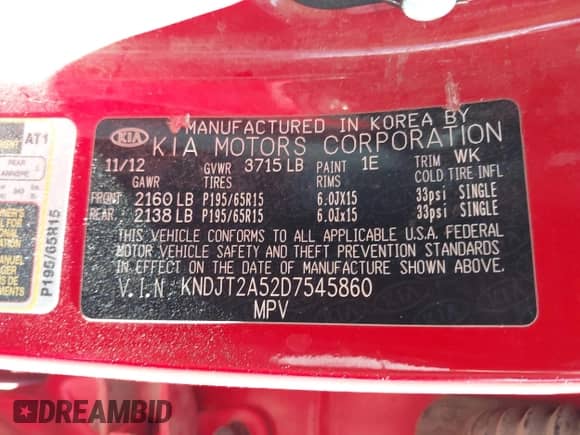 MANUFACTURED IN KOREA BY
KIA KIA MOTORS CORPORATION
11/12 GVWR 3715 LB PAINT 1E TRIM WK
GAWR TIRES RIMS COLD TIRE INFL
FRONT 2160 LB P195/65R15 6.0JX15 33psi SINGLE
REAR 2138 LB P195/65R15 6.0Jx15 33psi SINGLE
THIS VEHICLE CONFORMS TO ALL APPLICABLE U.S.A. FEDERAL
MOTOR VEHICLE SAFETY AND THEFT PREVENTION STANDARDS
IN EFFECT ON THE DATE OF MANUFACTURE SHOWN ABOVE.
V.I.N: KNDJT2A52D7545860
MPV
AT1
REAR
P195/65R15
DREAMBID